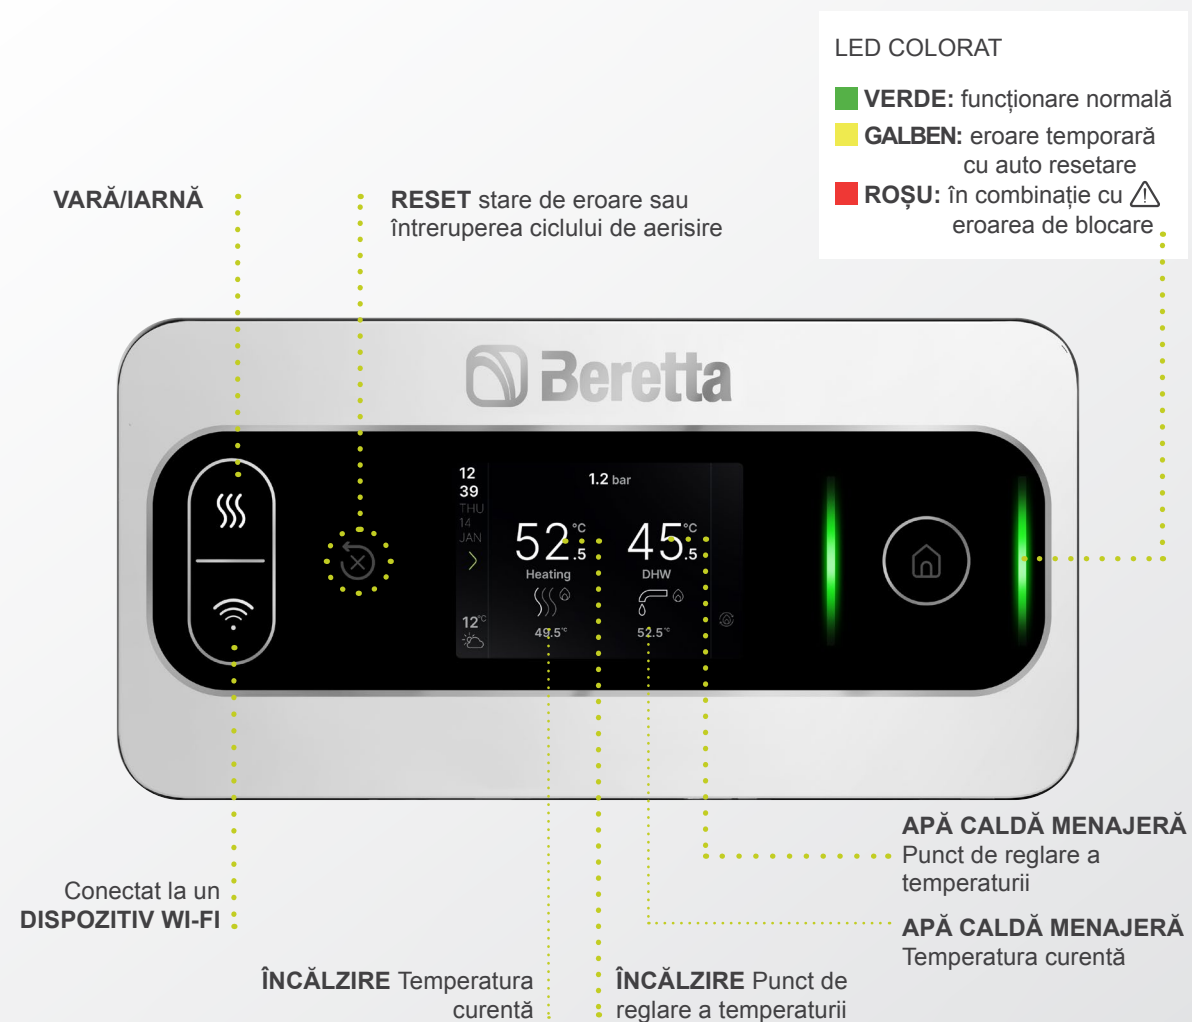 LED COLORAT
VERDE: funcționare normală
GALBEN: eroare temporară
cu auto resetare
ROȘU: în combinație cu
eroarea de blocare
VARĂ/IARNĂ
RESET stare de eroare sau
întreruperea ciclului de aerisire
Beretta
12
39
THU
14
JAN
12°C
1.2 bar
52.5 °C
Heating
49.5°C
45.5 °C
DHW
52.5°C
APĂ CALDĂ MENAJERĂ
Punct de reglare a
temperaturii
APĂ CALDĂ MENAJERĂ
Temperatura curentă
Conectat la un
DISPOZITIV WI-FI
ÎNCĂLZIRE Temperatura
curentă
ÎNCĂLZIRE Punct de
reglare a temperaturii